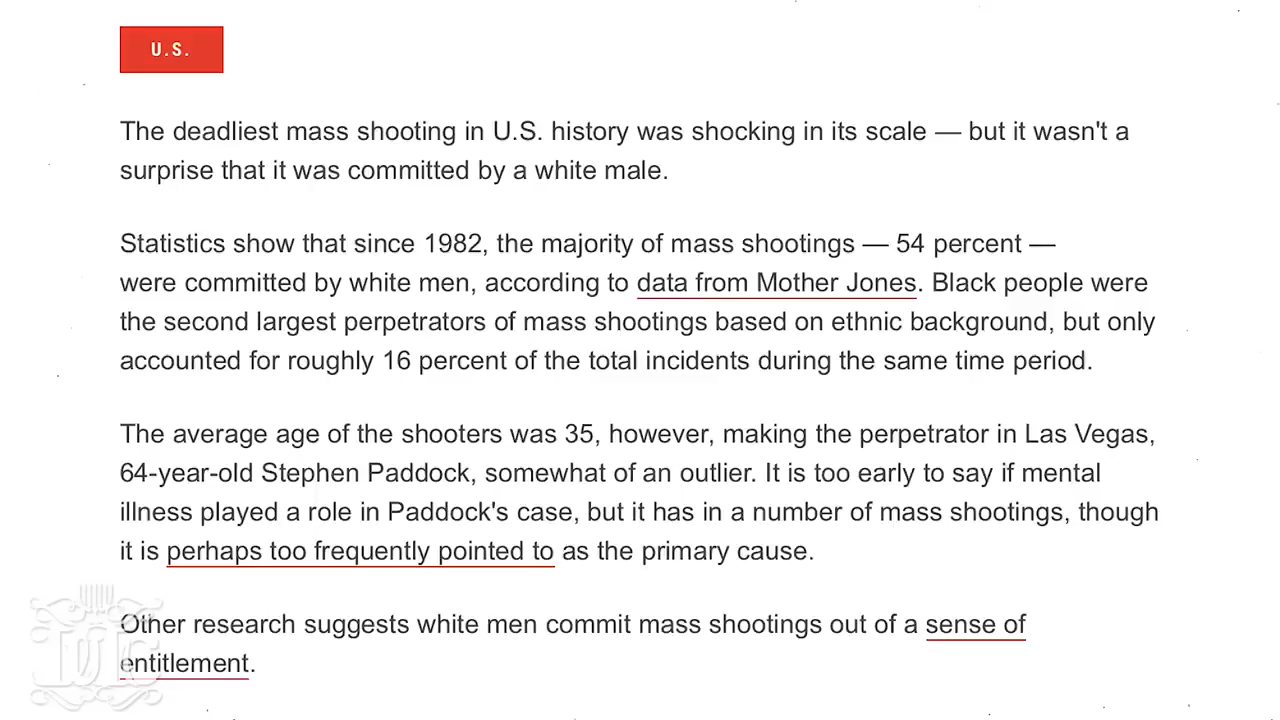 U.S.
The deadliest mass shooting in U.S. history was shocking in its scale — but it wasn't a
surprise that it was committed by a white male.
Statistics show that since 1982, the majority of mass shootings — 54 percent —
were committed by white men, according to data from Mother Jones. Black people were
the second largest perpetrators of mass shootings based on ethnic background, but only
accounted for roughly 16 percent of the total incidents during the same time period.
The average age of the shooters was 35, however, making the perpetrator in Las Vegas,
64-year-old Stephen Paddock, somewhat of an outlier. It is too early to say if mental
illness played a role in Paddock's case, but it has in a number of mass shootings, though
it is perhaps too frequently pointed to as the primary cause.
Other research suggests white men commit mass shootings out of a sense of
entitlement.